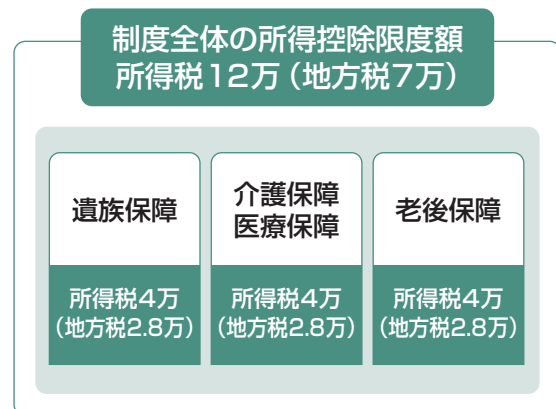 制度全体の所得控除限度額
所得税12万（地方税7万）
遺族保障
所得税4万
（地方税2.8万）
介護保障
医療保障
所得税4万
（地方税2.8万）
老後保障
所得税4万
（地方税2.8万）